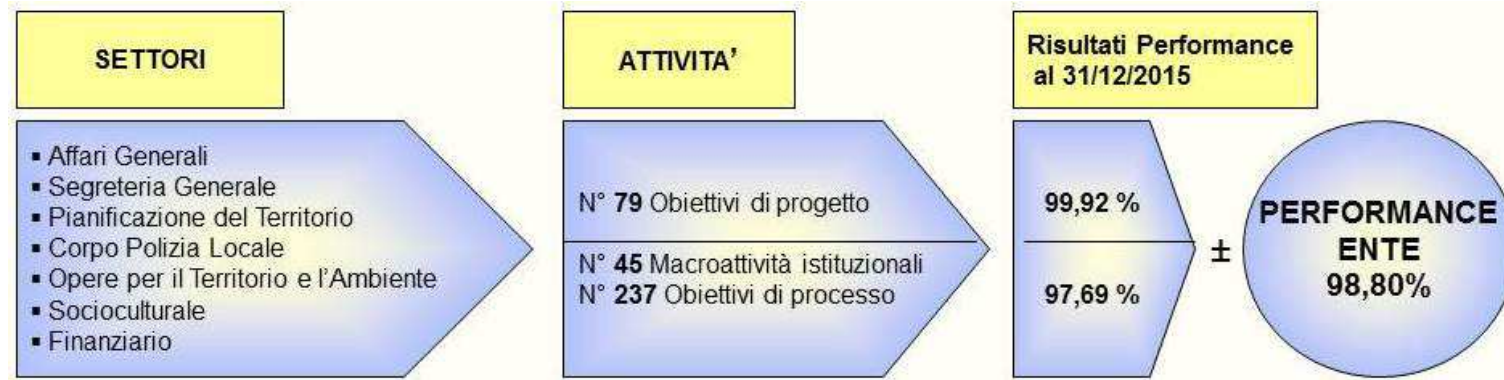 SETTORI
▪ Affari Generali
▪ Segreteria Generale
▪ Pianificazione del Territorio
▪ Corpo Polizia Locale
▪ Opere per il Territorio e l'Ambiente
▪ Socioculturale
▪ Finanziario
ATTIVITA'
N° 79 Obiettivi di progetto
N° 45 Macroattività istituzionali
N° 237 Obiettivi di processo
Risultati Performance
al 31/12/2015
99,92 %
97,69 %
±
PERFORMANCE
ENTE
98,80%